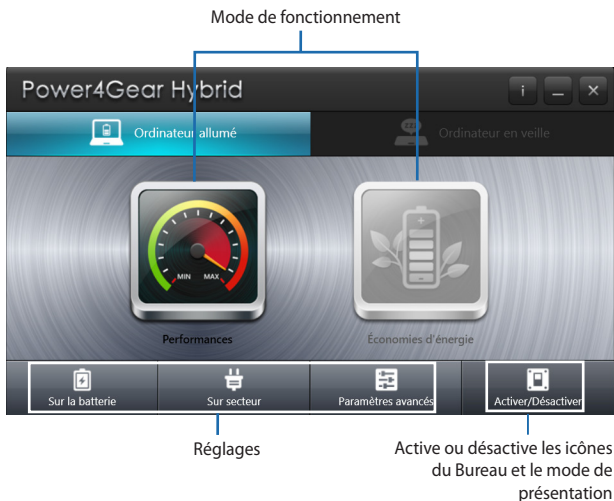 Mode de fonctionnement
Power4Gear Hybrid
i
Ordinateur allumé
zzz
Ordinateur en veille
MIN MAX
Performances
Économies d'énergie
Sur la batterie
Sur secteur
Paramètres avancés
Activer/Désactiver
Réglages
Active ou désactive les icônes
du Bureau et le mode de
présentation